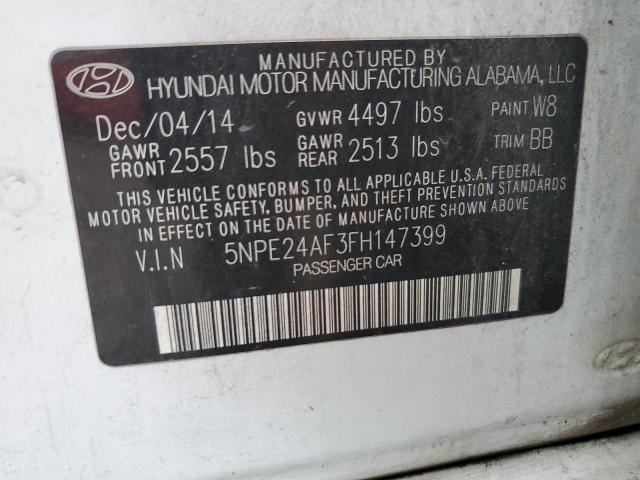 MANUFACTURED BY
HYUNDAI MOTOR MANUFACTURING ALABAMA, LLC
Dec/04/14 GVWR 4497 lbs PAINT W8
GAWR FRONT 2557 lbs GAWR REAR 2513 lbs TRIM BB
THIS VEHICLE CONFORMS TO ALL APPLICABLE U.S.A. FEDERAL
MOTOR VEHICLE SAFETY, BUMPER, AND THEFT PREVENTION STANDARDS
IN EFFECT ON THE DATE OF MANUFACTURE SHOWN ABOVE.
V.I.N 5NPE24AF3FH147399
PASSENGER CAR